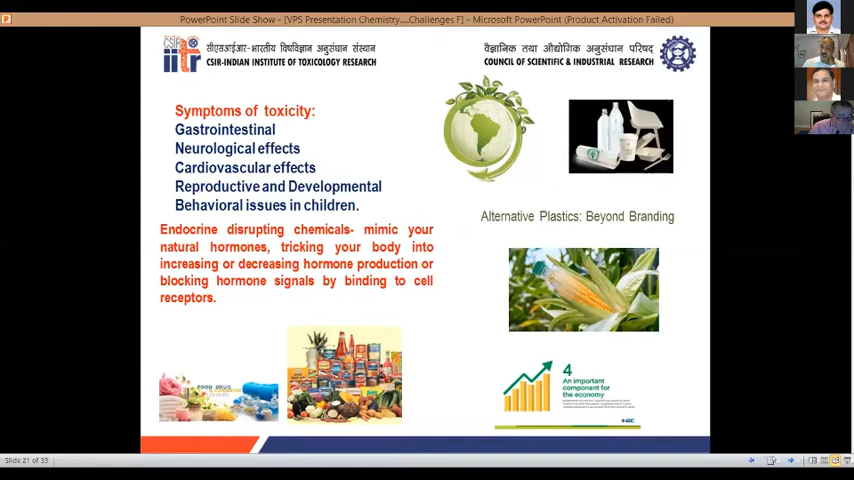 PowerPoint Slide Show - [VPS Presentation Chemistry....Challenges F] - Microsoft PowerPoint (Product Activation Failed)
CSIR
iitr
सीएसआईआर-भारतीय विषविज्ञान अनुसंधान संस्थान
CSIR-INDIAN INSTITUTE OF TOXICOLOGY RESEARCH
वैज्ञानिक तथा औद्योगिक अनुसंधान परिषद्
COUNCIL OF SCIENTIFIC & INDUSTRIAL RESEARCH
Symptoms of toxicity:
Gastrointestinal
Neurological effects
Cardiovascular effects
Reproductive and Developmental
Behavioral issues in children.
Endocrine disrupting chemicals- mimic your
natural hormones, tricking your body into
increasing or decreasing hormone production or
blocking hormone signals by binding to cell
receptors.
Alternative Plastics: Beyond Branding
FOOD DRUG
4
An important
component for
the economy
Slide 21 of 33